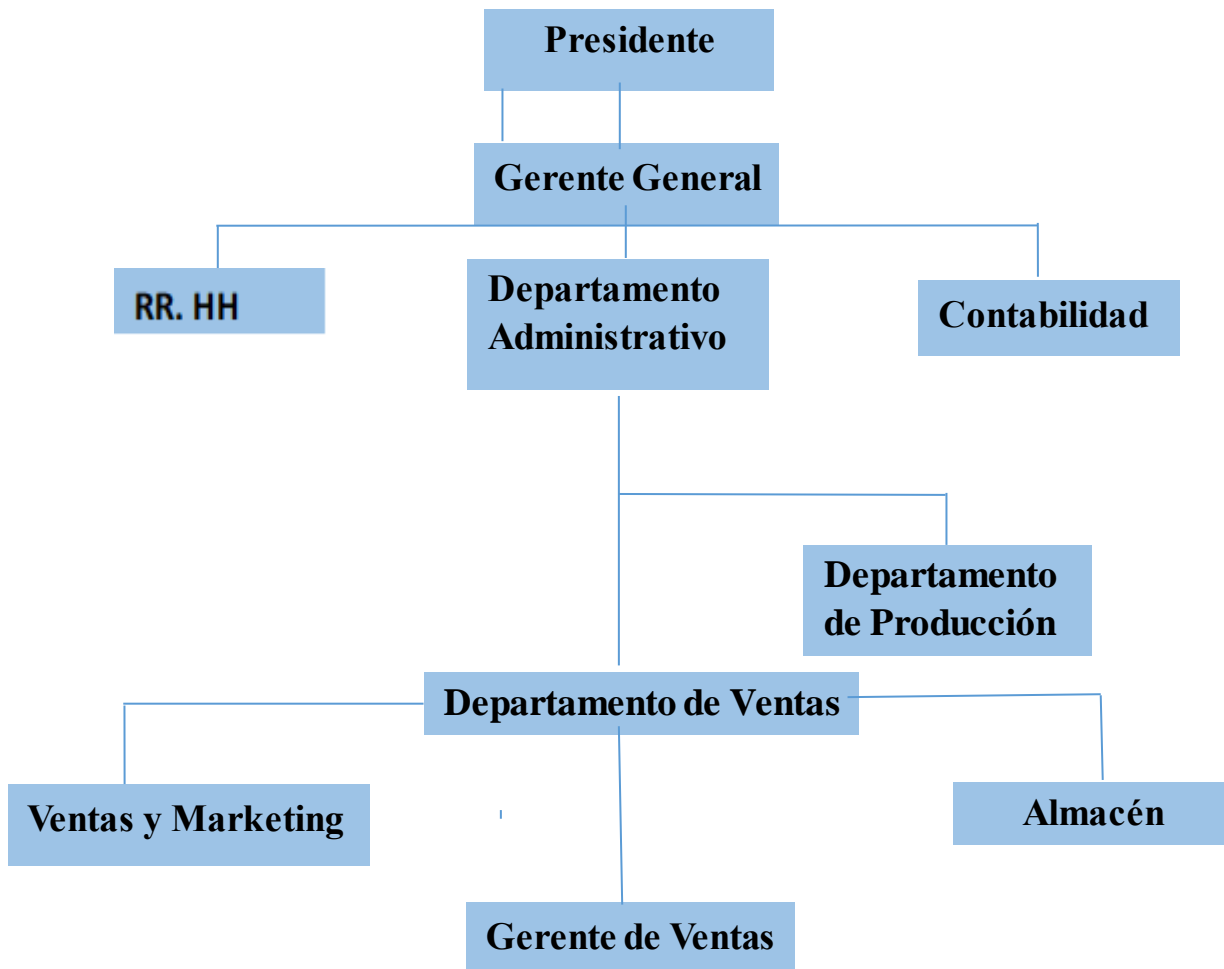 Presidente
Gerente General
RR. HH
Departamento
Administrativo
Contabilidad
Departamento
de Producción
Departamento de Ventas
Ventas y Marketing
Almacén
Gerente de Ventas